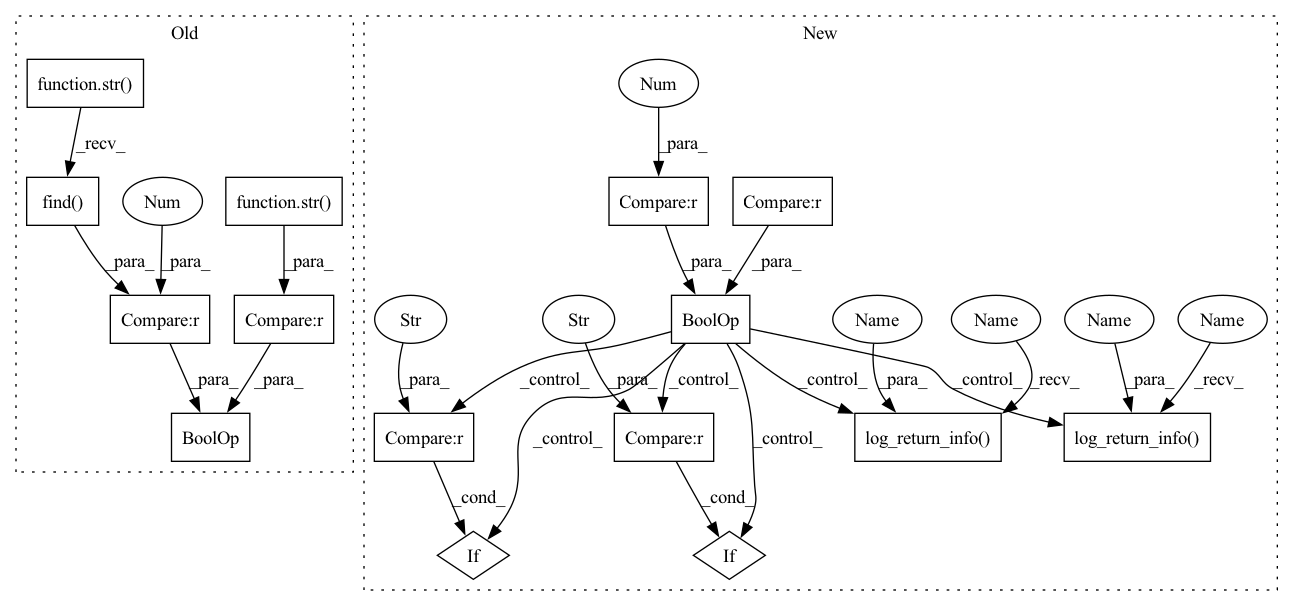 Old
New
function.str()
Num
_recv_
_para_
find()
Num
function.str()
Compare:r
Compare:r
_para_
_para_
_para_
_para_
_para_
Compare:r
Compare:r
Str
Str
BoolOp
Name
Name
Name
Name
_para_
_para_
_para_
_control_
_para_
_control_
_control_
_para_
_recv_
_control_
_para_
_recv_
BoolOp
Compare:r
Compare:r
log_return_info()
log_return_info()
_control_
_control_
_cond_
_cond_
If
If